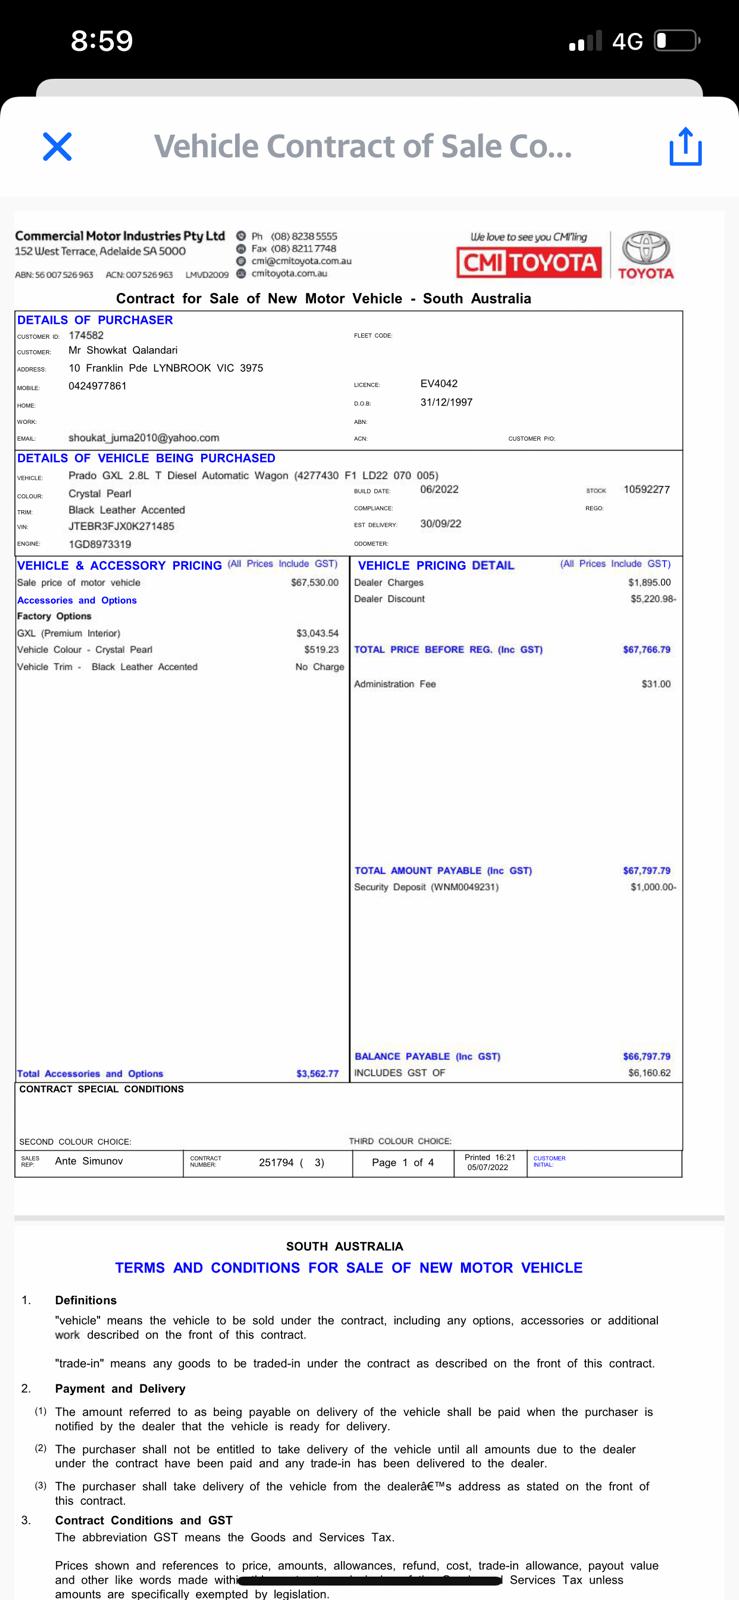 8:59
4G
Vehicle Contract of Sale Co...
Commercial Motor Industries Pty Ltd
152 West Terrace, Adelaide SA 5000
ABN: 56 007 526 963 ACN: 007 526 963 LMVD2009
Ph (08) 8238 5555
Fax (08) 8211 7748
cmi@cmitoyota.com.au
cmitoyota.com.au
We love to see you CMI'ling
CMI TOYOTA
TOYOTA
Contract for Sale of New Motor Vehicle - South Australia
DETAILS OF PURCHASER
CUSTOMER ID: 174582 FLEET CODE:
CUSTOMER: Mr Showkat Qalandari
ADDRESS: 10 Franklin Pde LYNBROOK VIC 3975
MOBILE: 0424977861 LICENCE: EV4042
HOME: D.O.B: 31/12/1997
WORK: ABN:
EMAIL: shoukat_juma2010@yahoo.com ACN: CUSTOMER P/O:
DETAILS OF VEHICLE BEING PURCHASED
VEHICLE: Prado GXL 2.8L T Diesel Automatic Wagon (4277430 F1 LD22 070 005)
COLOUR: Crystal Pearl BUILD DATE: 06/2022 STOCK 10592277
TRIM: Black Leather Accented COMPLIANCE: REGO:
VIN: JTEBR3FJX0K271485 EST DELIVERY: 30/09/22
ENGINE: 1GD8973319 ODOMETER:
VEHICLE & ACCESSORY PRICING (All Prices Include GST)
Sale price of motor vehicle $67,530.00
Accessories and Options
Factory Options
GXL (Premium Interior) $3,043.54
Vehicle Colour - Crystal Pearl $519.23
Vehicle Trim - Black Leather Accented No Charge
Total Accessories and Options $3,562.77
VEHICLE PRICING DETAIL (All Prices Include GST)
Dealer Charges $1,895.00
Dealer Discount $5,220.98-
TOTAL PRICE BEFORE REG. (Inc GST) $67,766.79
Administration Fee $31.00
TOTAL AMOUNT PAYABLE (Inc GST) $67,797.79
Security Deposit (WNM0049231) $1,000.00-
BALANCE PAYABLE (Inc GST) $66,797.79
INCLUDES GST OF $6,160.62
CONTRACT SPECIAL CONDITIONS
SECOND COLOUR CHOICE: THIRD COLOUR CHOICE:
SALES REP: Ante Simunov CONTRACT NUMBER: 251794 ( 3) Page 1 of 4 Printed 16:21 05/07/2022 CUSTOMER INITIAL:
SOUTH AUSTRALIA
TERMS AND CONDITIONS FOR SALE OF NEW MOTOR VEHICLE
1. Definitions
"vehicle" means the vehicle to be sold under the contract, including any options, accessories or additional
work described on the front of this contract.
"trade-in" means any goods to be traded-in under the contract as described on the front of this contract.
2. Payment and Delivery
(1) The amount referred to as being payable on delivery of the vehicle shall be paid when the purchaser is
notified by the dealer that the vehicle is ready for delivery.
(2) The purchaser shall not be entitled to take delivery of the vehicle until all amounts due to the dealer
under the contract have been paid and any trade-in has been delivered to the dealer.
(3) The purchaser shall take delivery of the vehicle from the dealerâ€™s address as stated on the front of
this contract.
3. Contract Conditions and GST
The abbreviation GST means the Goods and Services Tax.
Prices shown and references to price, amounts, allowances, refund, cost, trade-in allowance, payout value
and other like words made Services Tax unless
amounts are specifically exempted by legislation.